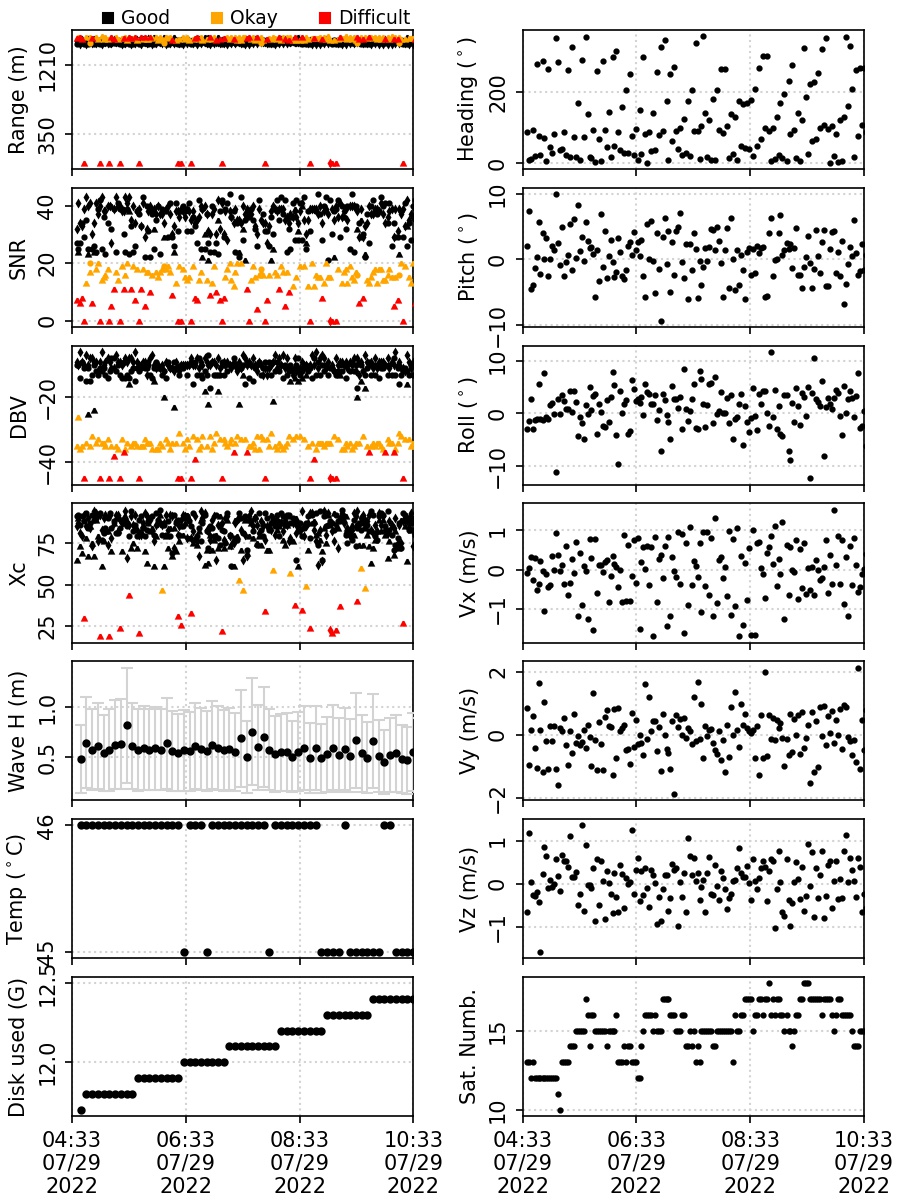 Good Okay Difficult
Range (m)
1210
350
Heading (°)
200
0
SNR
40
20
0
Pitch (°)
10
0
−10
DBV
−20
−40
Roll (°)
10
0
−10
Xc
75
50
25
Vx (m/s)
1
0
−1
Wave H (m)
1.0
0.5
Vy (m/s)
2
0
−2
Temp (°C)
46
45
Vz (m/s)
1
0
−1
Disk used (G)
12.5
12.0
Sat. Numb.
15
10
04:33 06:33 08:33 10:33 04:33 06:33 08:33 10:33
07/29 07/29 07/29 07/29 07/29 07/29 07/29 07/29
2022 2022 2022 2022 2022 2022 2022 2022